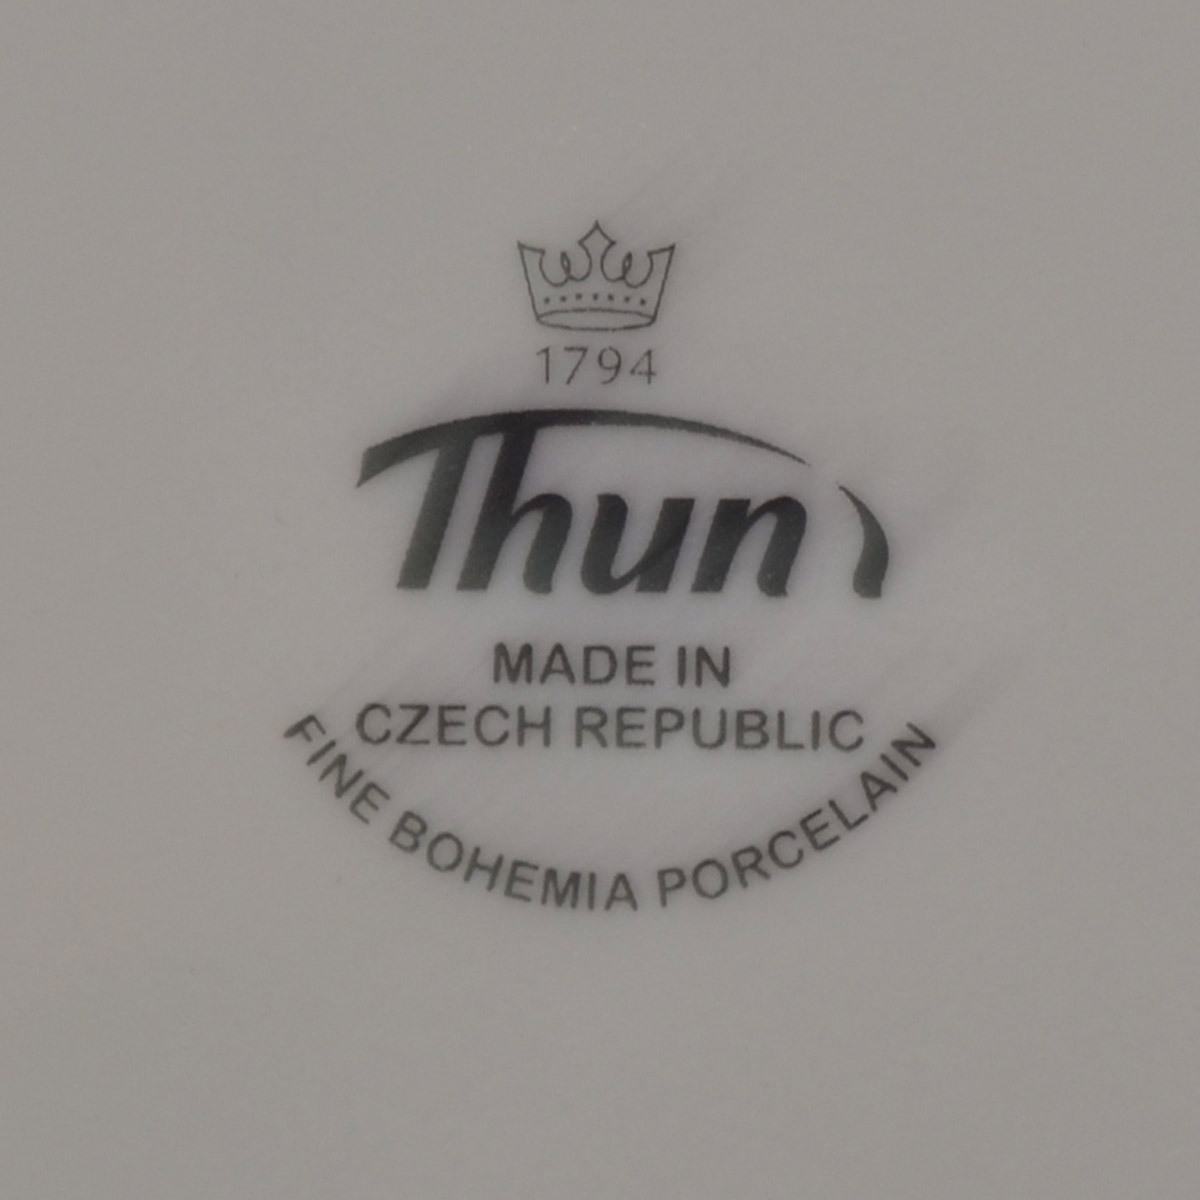 1794
Thun
MADE IN
CZECH REPUBLIC
FINE BOHEMIA PORCELAIN